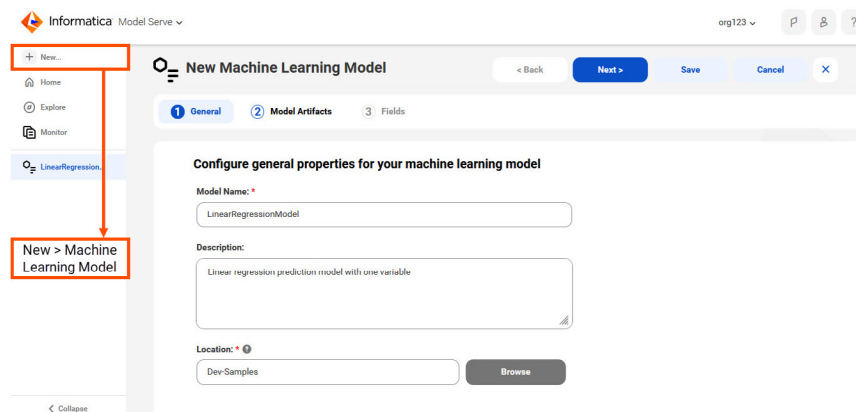 Informatica Model Serve
org123
?
New...
Home
Explore
Monitor
LinearRegression...
New > Machine
Learning Model
Collapse
New Machine Learning Model
< Back
Next >
Save
Cancel
1 General
2 Model Artifacts
3 Fields
Configure general properties for your machine learning model
Model Name: *
LinearRegressionModel
Description:
Linear regression prediction model with one variable
Location: * ?
Dev-Samples
Browse